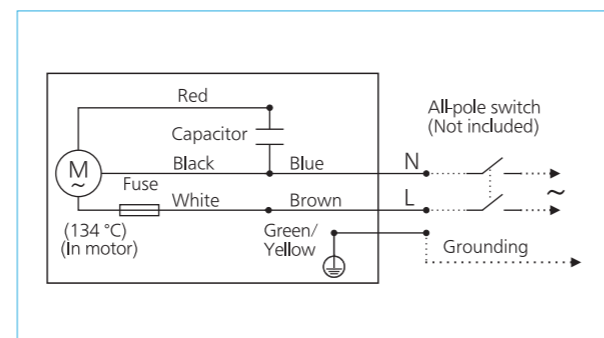 Red
Capacitor
All-pole switch
(Not included)
Black
Blue
N
M
~
Fuse
White
Brown
L
~
(134 °C)
(In motor)
Green/
Yellow
Grounding